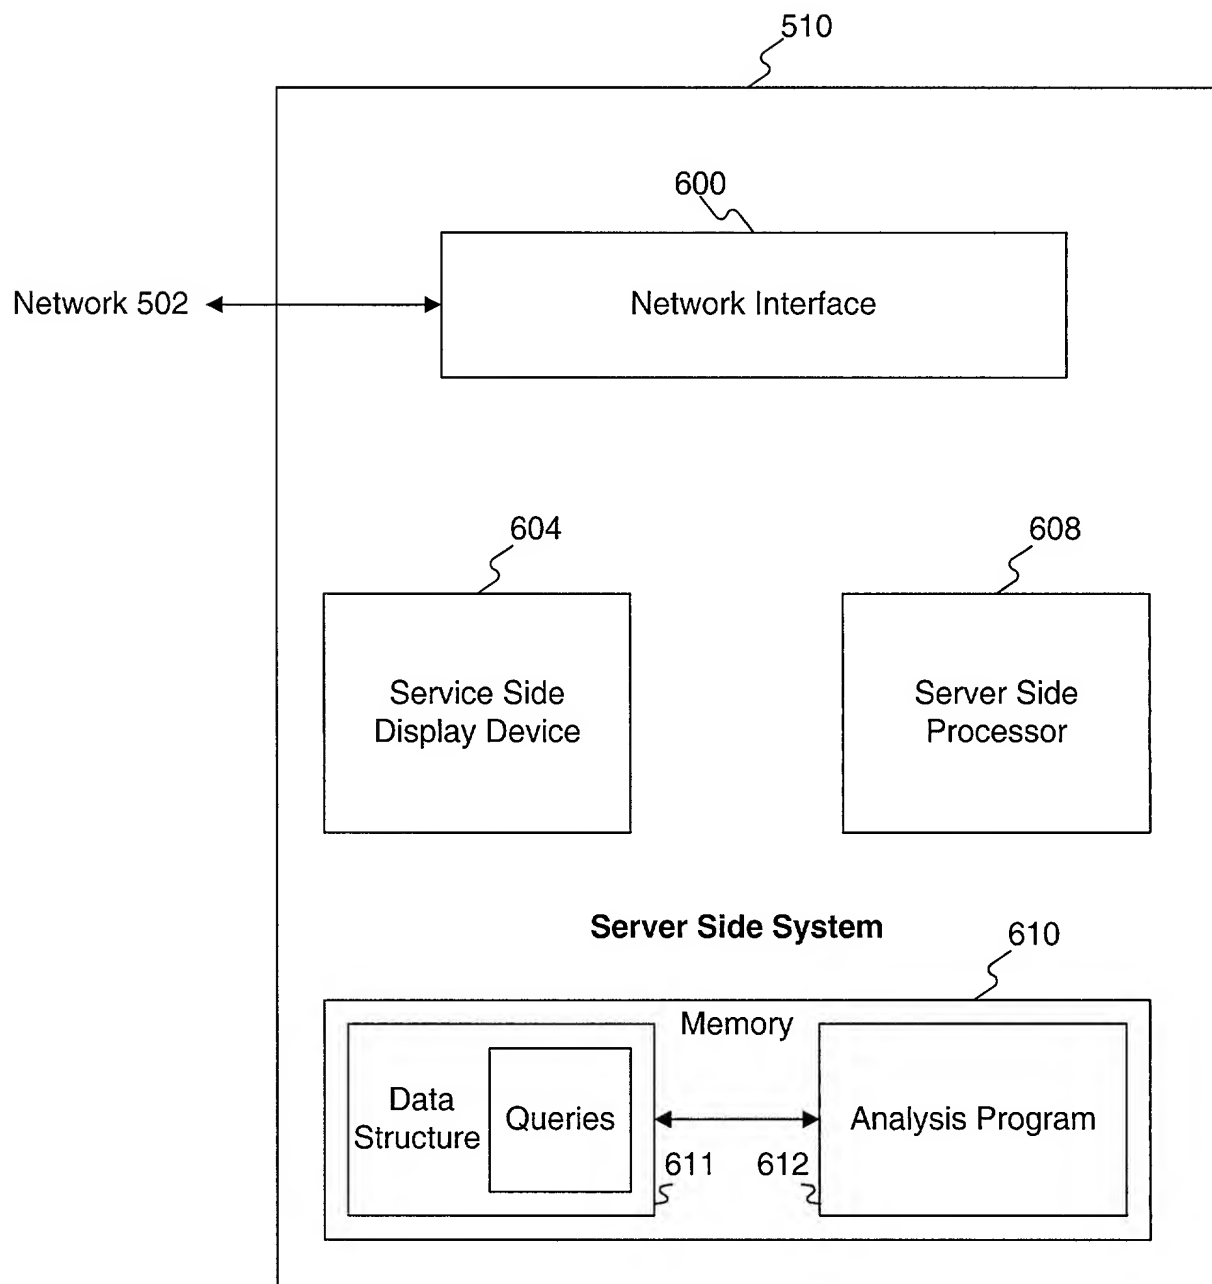 510
600
Network 502
Network Interface
604
608
Service Side
Display Device
Server Side
Processor
Server Side System
610
Memory
Data
Structure
Queries
Analysis Program
611
612